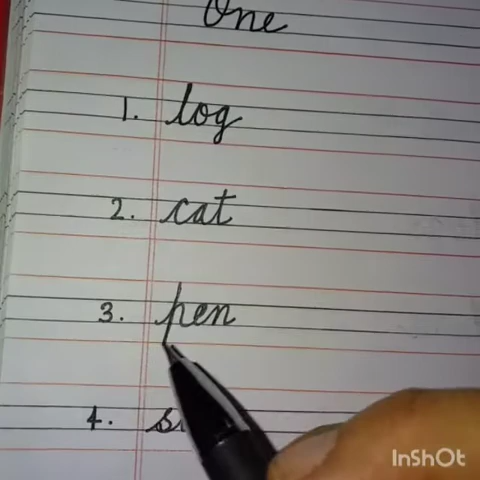 One
1. log
2. cat
3. pen
4.
InShOt